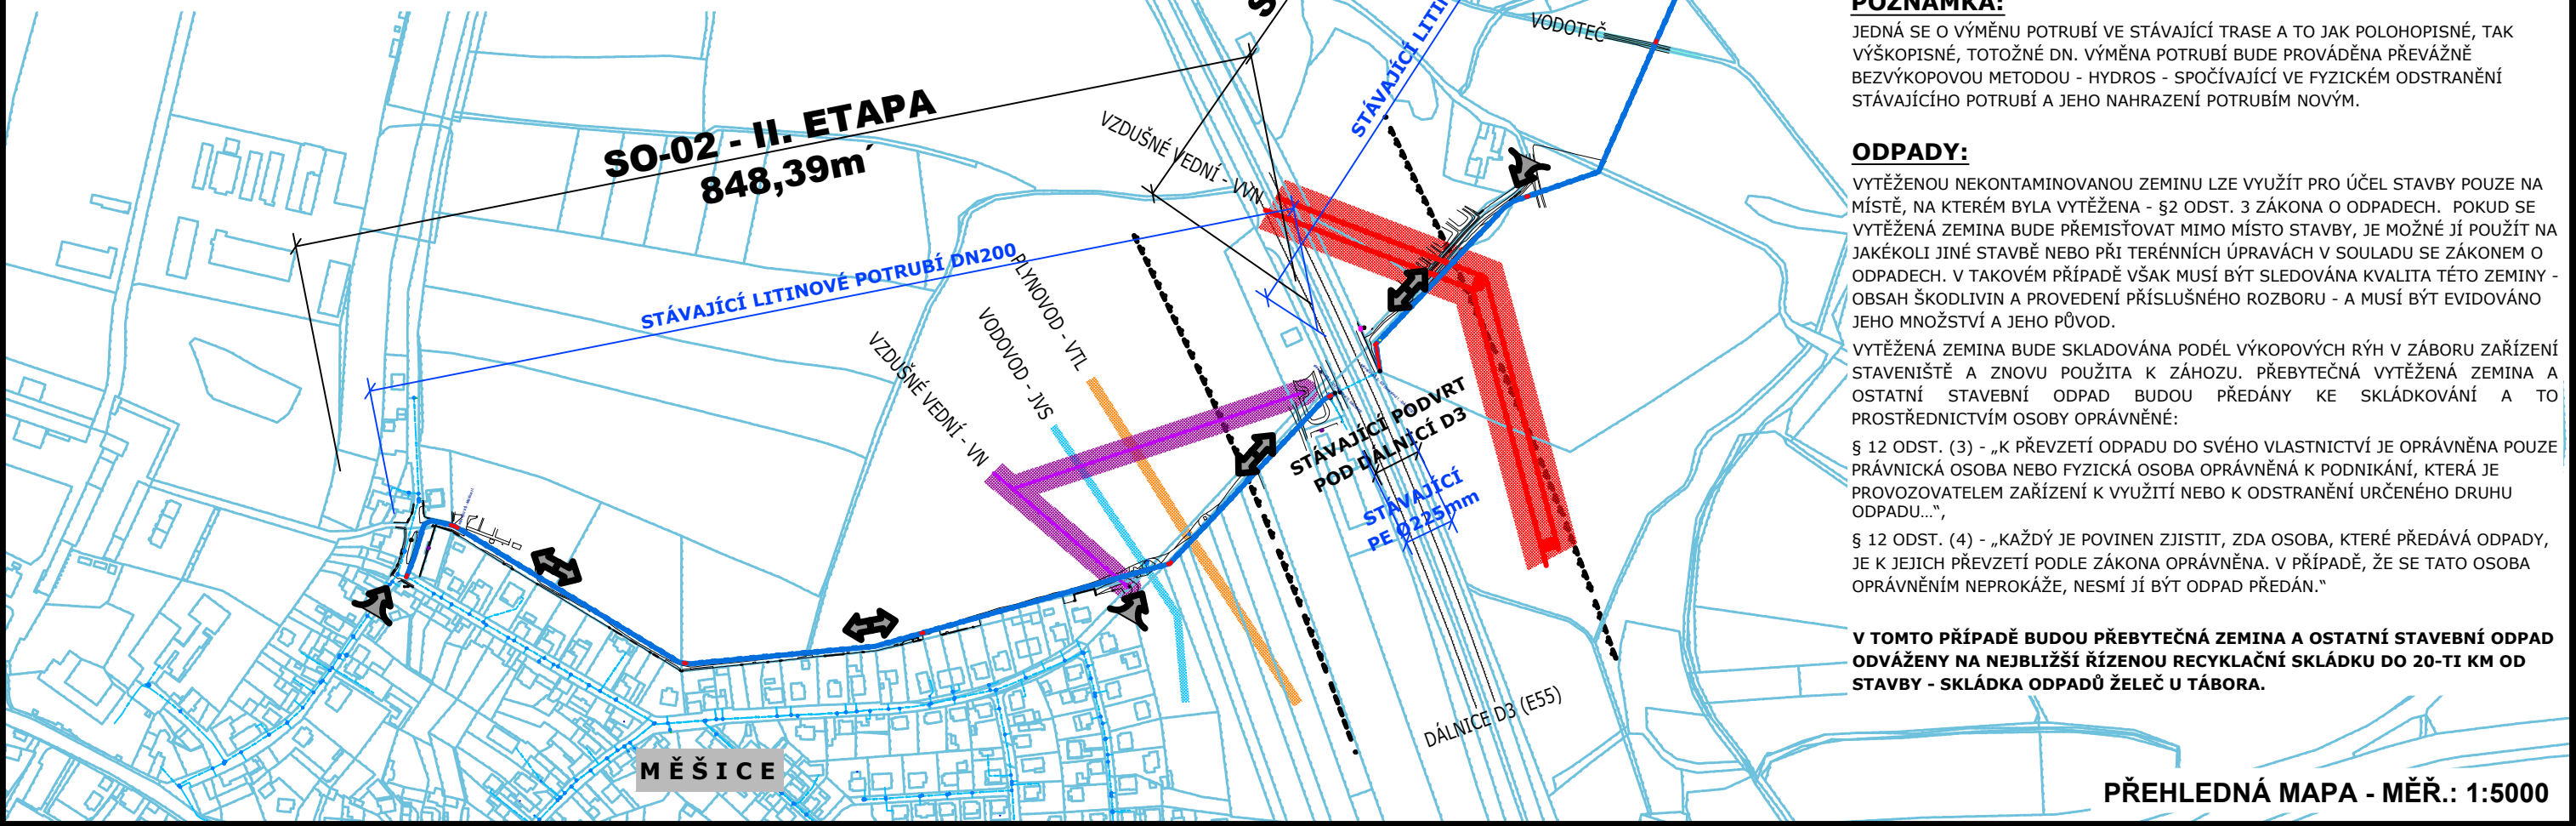 SO-02 - II. ETAPA
848,39m´
STÁVAJÍCÍ LITINOVÉ POTRUBÍ DN200
VZDUŠNÉ VEDNÍ - VN
VODOVOD - JVS
PLYNOVOD - VTL
VZDUŠNÉ VEDNÍ - VVN
VODOTEČ
STÁVAJÍCÍ PODVRT
POD DÁLNICÍ D3
STÁVAJÍCÍ
PE Ø225mm
DÁLNICE D3 (E55)
MĚŠICE
STÁVAJÍCÍ
POZNÁMKA:
JEDNÁ SE O VÝMĚNU POTRUBÍ VE STÁVAJÍCÍ TRASE A TO JAK POLOHOPISNÉ, TAK
VÝŠKOPISNÉ, TOTOŽNÉ DN. VÝMĚNA POTRUBÍ BUDE PROVÁDĚNA PŘEVÁŽNĚ
BEZVÝKOPOVOU METODOU - HYDROS - SPOČÍVAJÍCÍ VE FYZICKÉM ODSTRANĚNÍ
STÁVAJÍCÍHO POTRUBÍ A JEHO NAHRAZENÍ POTRUBÍM NOVÝM.
ODPADY:
VYTĚŽENOU NEKONTAMINOVANOU ZEMINU LZE VYUŽÍT PRO ÚČEL STAVBY POUZE NA
MÍSTĚ, NA KTERÉM BYLA VYTĚŽENA - §2 ODST. 3 ZÁKONA O ODPADECH. POKUD SE
VYTĚŽENÁ ZEMINA BUDE PŘEMISŤOVAT MIMO MÍSTO STAVBY, JE MOŽNÉ JÍ POUŽÍT NA
JAKÉKOLI JINÉ STAVBĚ NEBO PŘI TERÉNNÍCH ÚPRAVÁCH V SOULADU SE ZÁKONEM O
ODPADECH. V TAKOVÉM PŘÍPADĚ VŠAK MUSÍ BÝT SLEDOVÁNA KVALITA TÉTO ZEMINY -
OBSAH ŠKODLIVIN A PROVEDENÍ PŘÍSLUŠNÉHO ROZBORU - A MUSÍ BÝT EVIDOVÁNO
JEHO MNOŽSTVÍ A JEHO PŮVOD.
VYTĚŽENÁ ZEMINA BUDE SKLADOVÁNA PODÉL VÝKOPOVÝCH RÝH V ZÁBORU ZAŘÍZENÍ
STAVENIŠTĚ A ZNOVU POUŽITA K ZÁHOZU. PŘEBYTEČNÁ VYTĚŽENÁ ZEMINA A
OSTATNÍ STAVEBNÍ ODPAD BUDOU PŘEDÁNY KE SKLÁDKOVÁNÍ A TO
PROSTŘEDNICTVÍM OSOBY OPRÁVNĚNÉ:
§ 12 ODST. (3) - „K PŘEVZETÍ ODPADU DO SVÉHO VLASTNICTVÍ JE OPRÁVNĚNA POUZE
PRÁVNICKÁ OSOBA NEBO FYZICKÁ OSOBA OPRÁVNĚNÁ K PODNIKÁNÍ, KTERÁ JE
PROVOZOVATELEM ZAŘÍZENÍ K VYUŽITÍ NEBO K ODSTRANĚNÍ URČENÉHO DRUHU
ODPADU…“,
§ 12 ODST. (4) - „KAŽDÝ JE POVINEN ZJISTIT, ZDA OSOBA, KTERÉ PŘEDÁVÁ ODPADY,
JE K JEJICH PŘEVZETÍ PODLE ZÁKONA OPRÁVNĚNA. V PŘÍPADĚ, ŽE SE TATO OSOBA
OPRÁVNĚNÍM NEPROKÁŽE, NESMÍ JÍ BÝT ODPAD PŘEDÁN.“
V TOMTO PŘÍPADĚ BUDOU PŘEBYTEČNÁ ZEMINA A OSTATNÍ STAVEBNÍ ODPAD
ODVÁŽENY NA NEJBLIŽŠÍ ŘÍZENOU RECYKLAČNÍ SKLÁDKU DO 20-TI KM OD
STAVBY - SKLÁDKA ODPADŮ ŽELEČ U TÁBORA.
PŘEHLEDNÁ MAPA - MĚŘ.: 1:5000